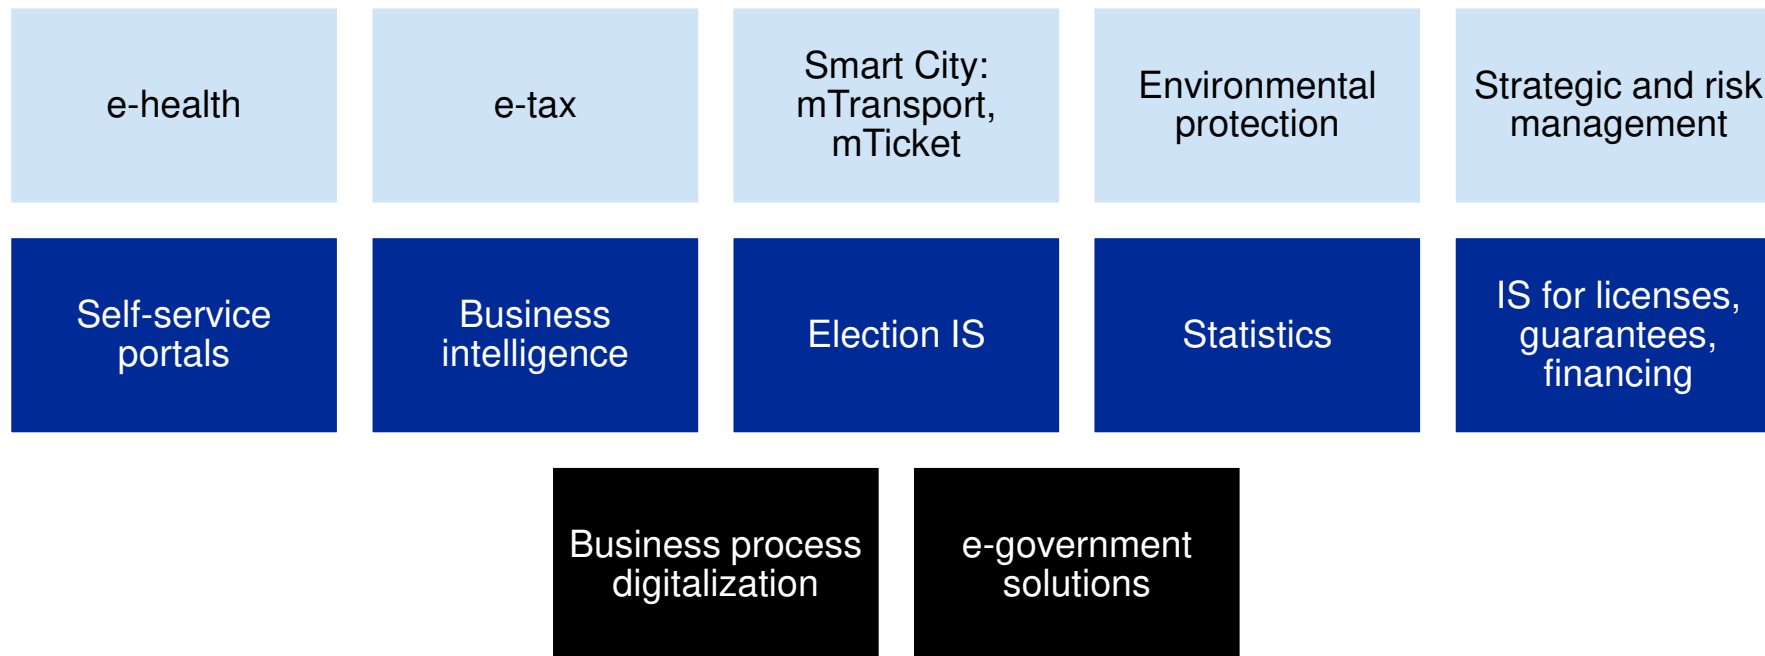 e-health
e-tax
Smart City:
mTransport,
mTicket
Environmental
protection
Strategic and risk
management
Self-service
portals
Business
intelligence
Election IS
Statistics
IS for licenses,
guarantees,
financing
Business process
digitalization
e-government
solutions